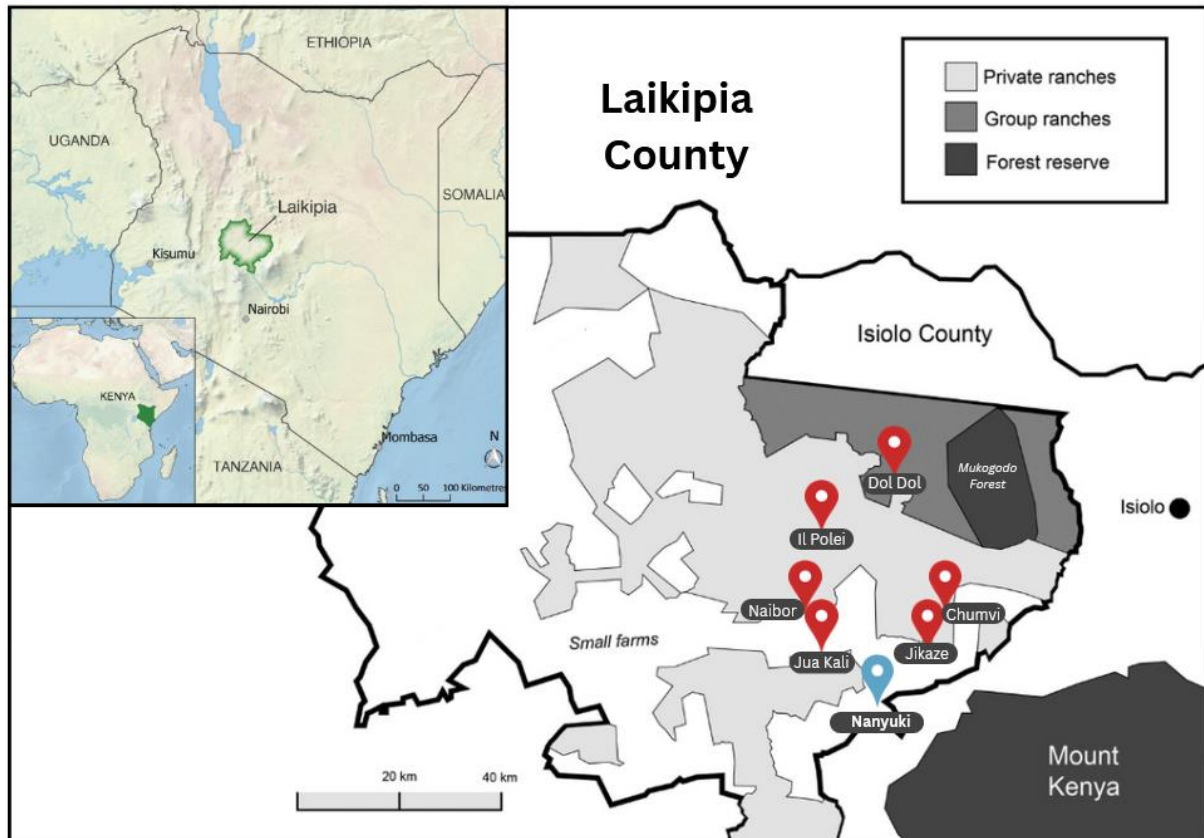 ETHIOPIA
UGANDA
SOMALIA
Laikipia
Kisumu
Nairobi
KENYA
Mombasa
N
TANZANIA
0 50 100 Kilometres
Laikipia
County
Private ranches
Group ranches
Forest reserve
Isiolo County
Mukogodo
Forest
Dol Dol
Isiolo
Il Polei
Naibor
Chumvi
Small farms
Jua Kali
Jikaze
Nanyuki
Mount
Kenya
20 km
40 km